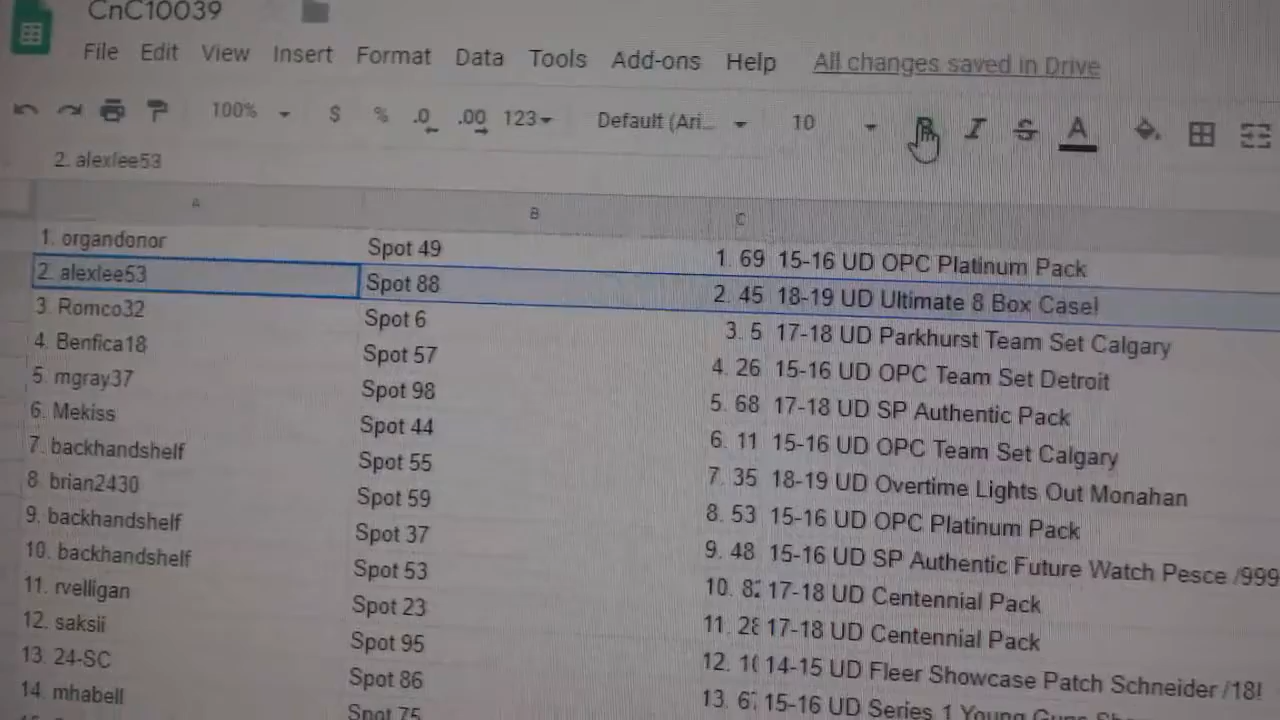 CnC10039
File Edit View Insert Format Data Tools Add-ons Help All changes saved in Drive
100% $ % .0 .00 123 Default (Ari... 10 B I S A
2. alexlee53
A B C
1. organdonor Spot 49 1. 69 15-16 UD OPC Platinum Pack
2. alexlee53 Spot 88 2. 45 18-19 UD Ultimate 8 Box Case!
3. Romco32 Spot 6 3. 5 17-18 UD Parkhurst Team Set Calgary
4. Benfica18 Spot 57 4. 26 15-16 UD OPC Team Set Detroit
5. mgray37 Spot 98 5. 68 17-18 UD SP Authentic Pack
6. Mekiss Spot 44 6. 11 15-16 UD OPC Team Set Calgary
7. backhandshelf Spot 55 7. 35 18-19 UD Overtime Lights Out Monahan
8. brian2430 Spot 59 8. 53 15-16 UD OPC Platinum Pack
9. backhandshelf Spot 37 9. 48 15-16 UD SP Authentic Future Watch Pesce /999
10. backhandshelf Spot 53 10. 17-18 UD Centennial Pack
11. rvelligan Spot 23 11. 17-18 UD Centennial Pack
12. saksii Spot 95 12. 14-15 UD Fleer Showcase Patch Schneider /18!
13. 24-SC Spot 86 13. 15-16 UD Series 1 Young Guns
14. mhabell Spot 75